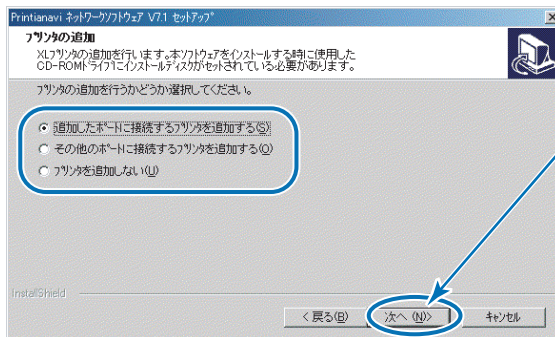 Printianavi ネットワークソフトウェア V7.1 セットアップ
プリンタの追加
XLプリンタの追加を行います。本ソフトウェアをインストールする時に使用した
CD-ROMドライブにインストールディスクがセットされている必要があります。
プリンタの追加を行うかどうか選択してください。
追加したポートに接続するプリンタを追加する(S)
その他のポートに接続するプリンタを追加する(O)
プリンタを追加しない(U)
InstallShield
< 戻る(B)
次へ (N)>
キャンセル